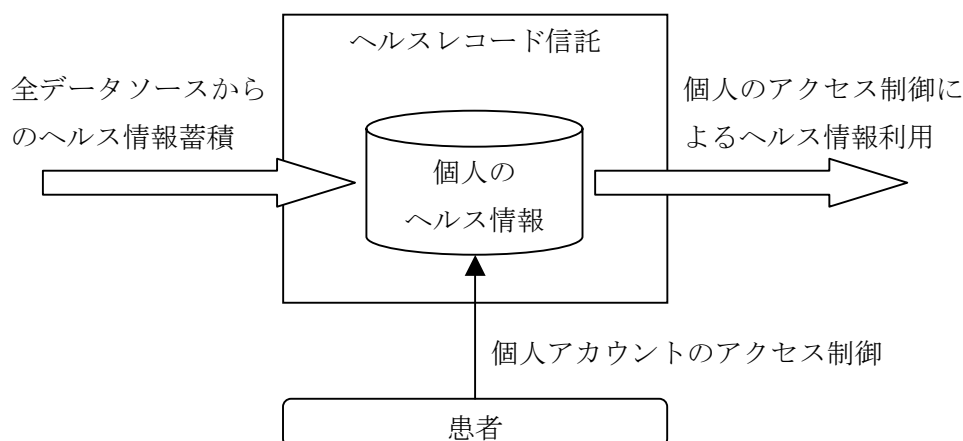 ヘルスレコード信託
全データソースから
のヘルス情報蓄積
個人の
ヘルス情報
個人のアクセス制御に
よるヘルス情報利用
個人アカウントのアクセス制御
患者